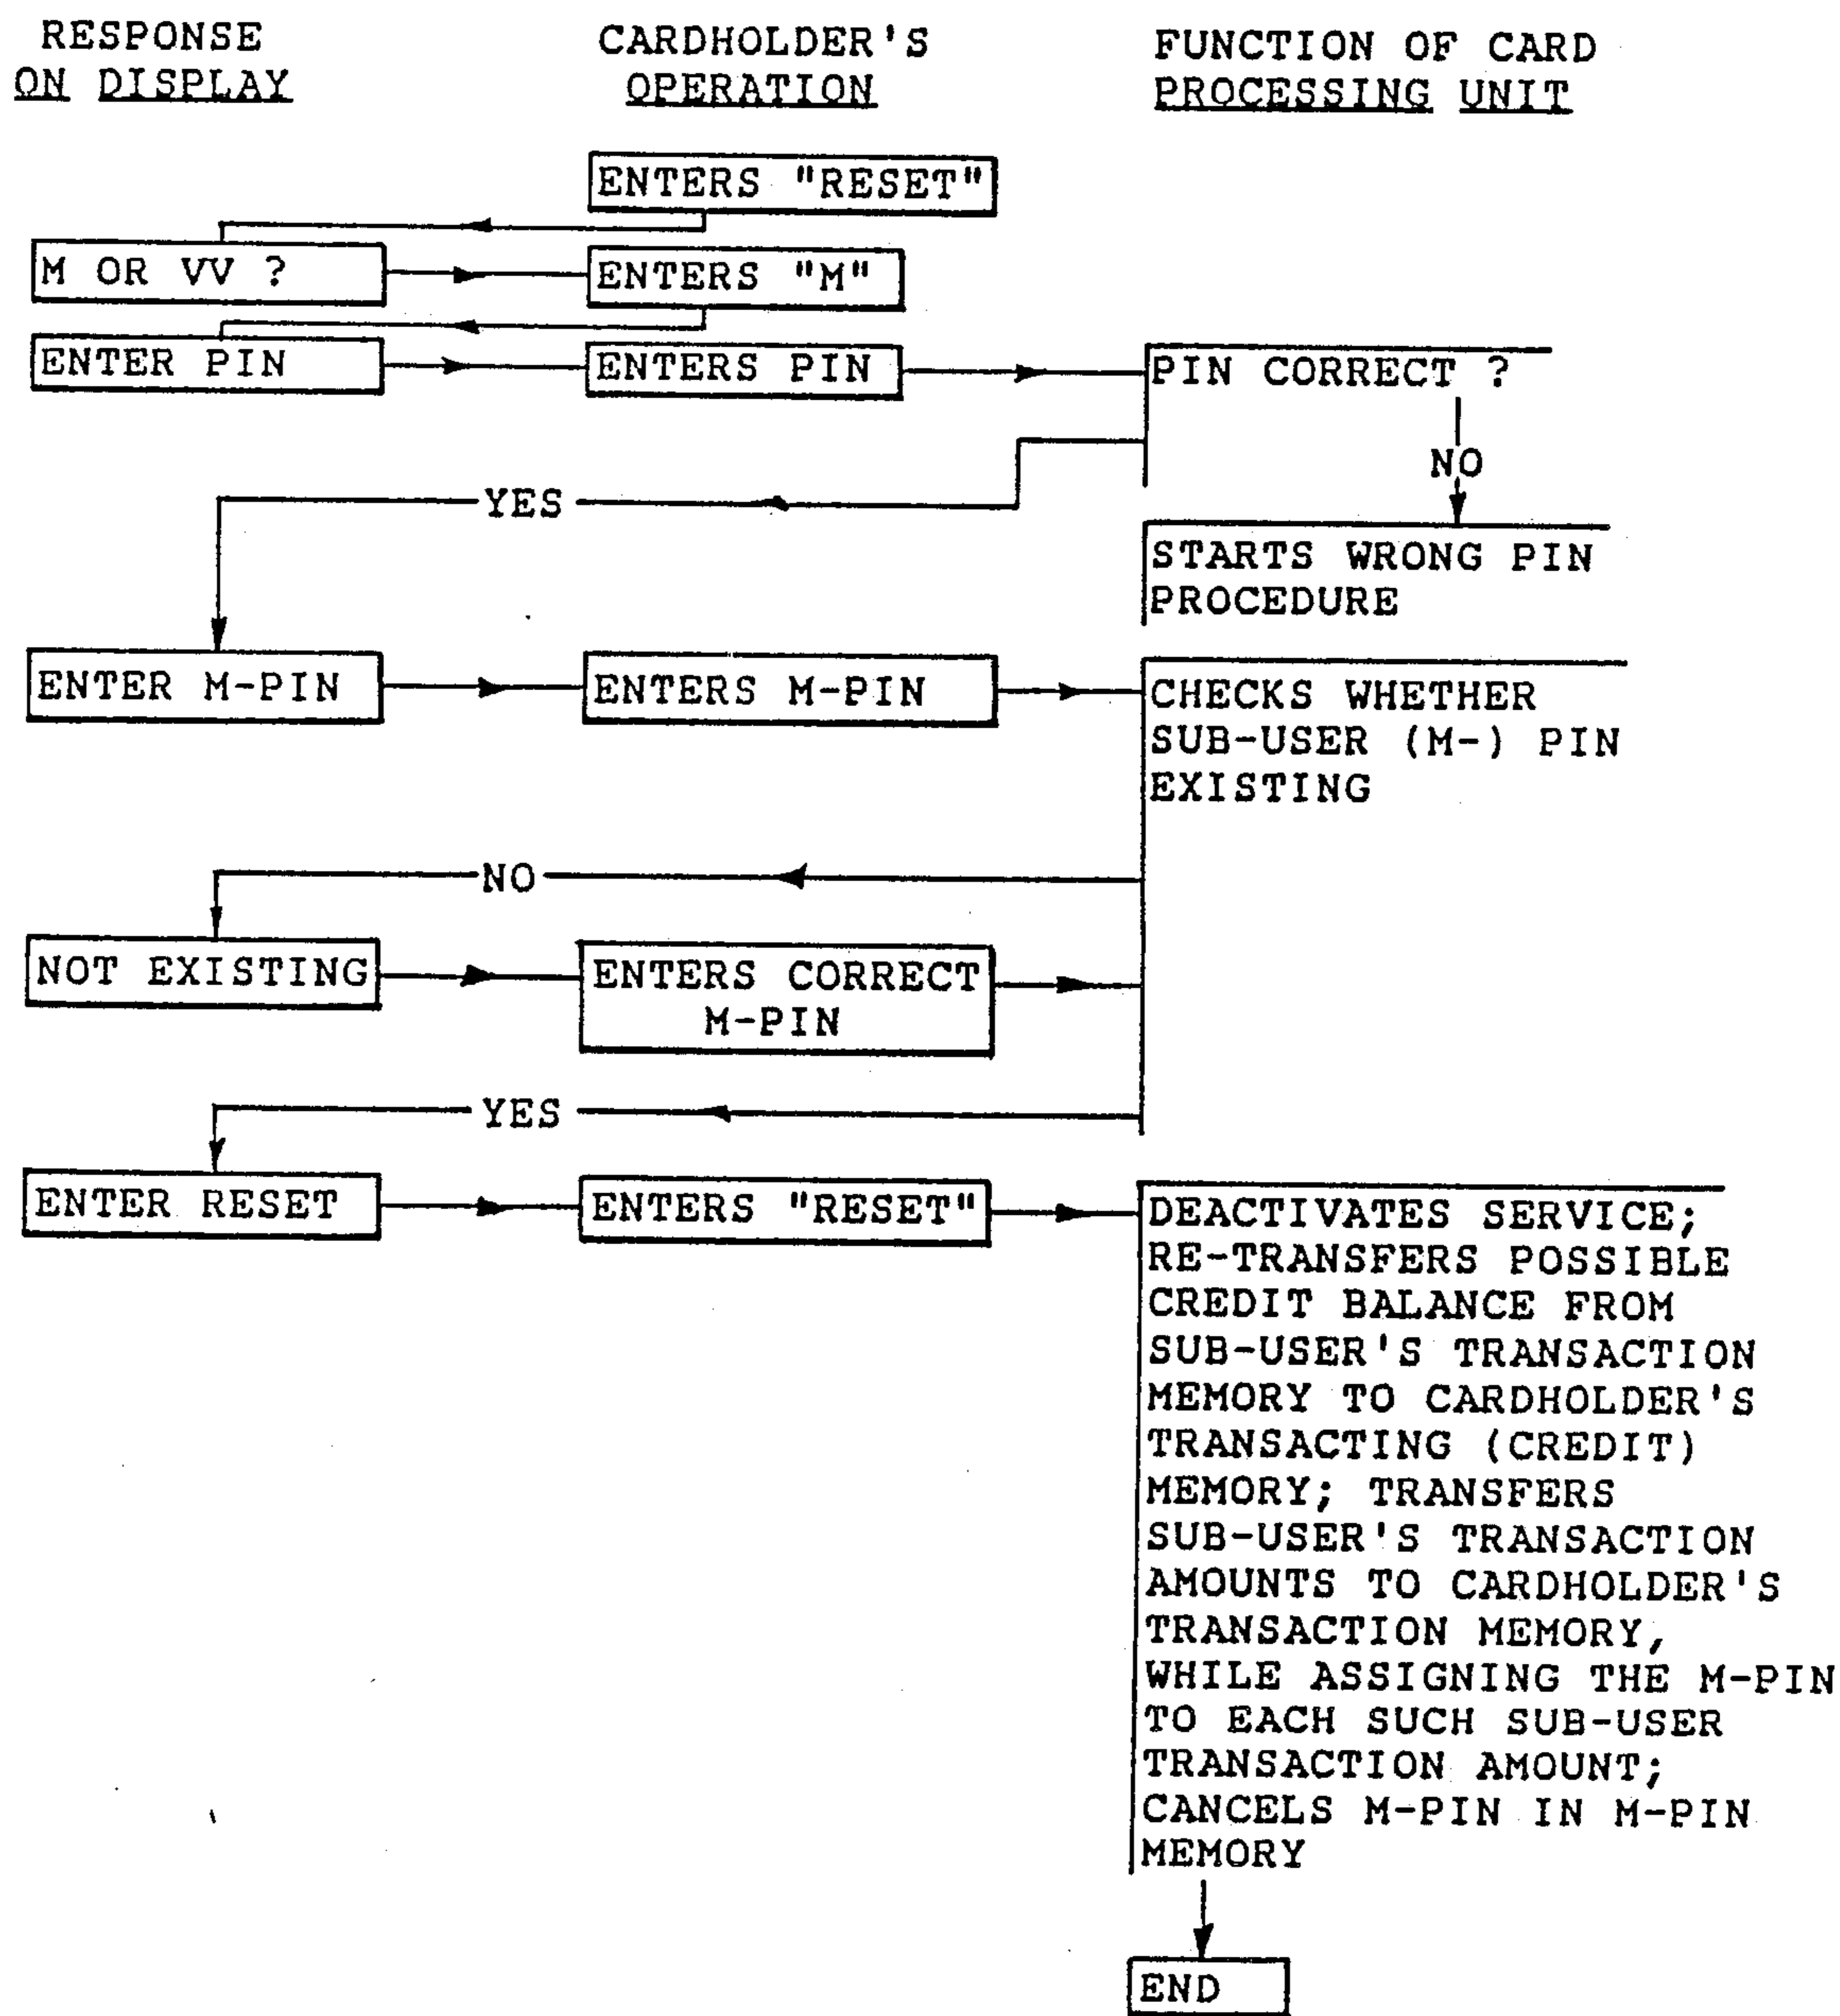 RESPONSE
ON DISPLAY
CARDHOLDER'S
OPERATION
FUNCTION OF CARD
PROCESSING UNIT
ENTERS "RESET"
M OR VV ?
ENTERS "M"
ENTER PIN
ENTERS PIN
PIN CORRECT ?
NO
YES
STARTS WRONG PIN
PROCEDURE
ENTER M-PIN
ENTERS M-PIN
CHECKS WHETHER
SUB-USER (M-) PIN
EXISTING
NO
NOT EXISTING
ENTERS CORRECT
M-PIN
YES
ENTER RESET
ENTERS "RESET"
DEACTIVATES SERVICE;
RE-TRANSFERS POSSIBLE
CREDIT BALANCE FROM
SUB-USER'S TRANSACTION
MEMORY TO CARDHOLDER'S
TRANSACTING (CREDIT)
MEMORY; TRANSFERS
SUB-USER'S TRANSACTION
AMOUNTS TO CARDHOLDER'S
TRANSACTION MEMORY,
WHILE ASSIGNING THE M-PIN
TO EACH SUCH SUB-USER
TRANSACTION AMOUNT;
CANCELS M-PIN IN M-PIN
MEMORY
END